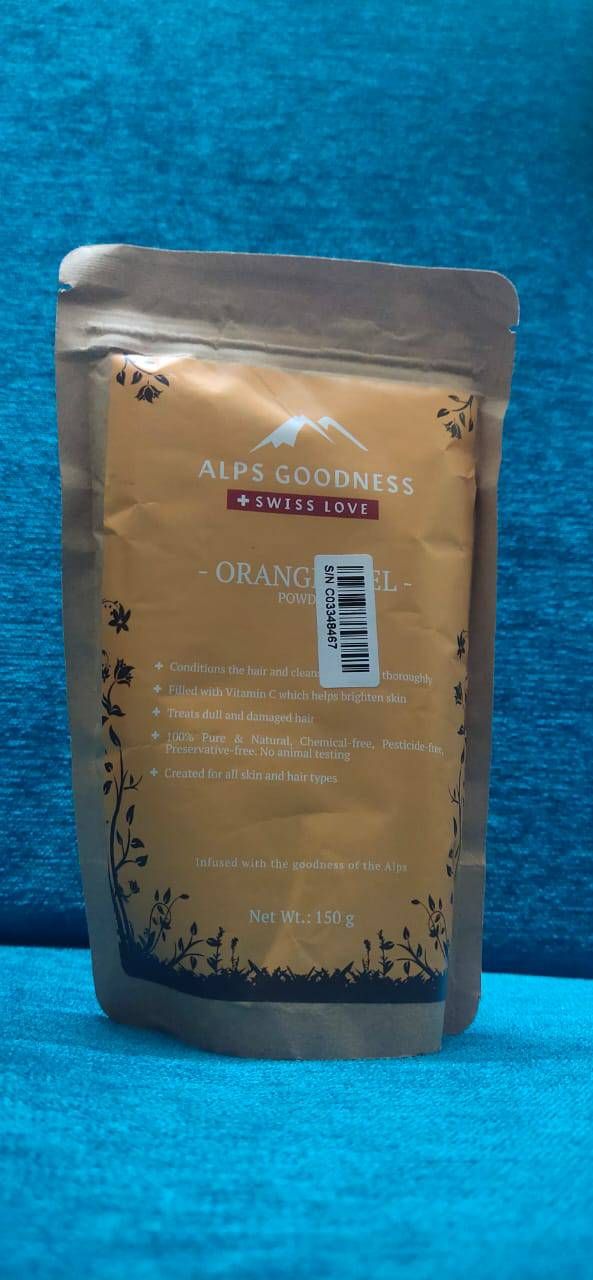 ALPS GOODNESS
+ SWISS LOVE
- ORANG EL -
POWD
S/N C03348467
+ Conditions the hair and cleans thoroughly
+ Filled with Vitamin C which helps brighten skin
+ Treats dull and damaged hair
+ 100% Pure & Natural, Chemical-free, Pesticide-free,
Preservative-free. No animal testing
+ Created for all skin and hair types
Infused with the goodness of the Alps
Net Wt.: 150 g